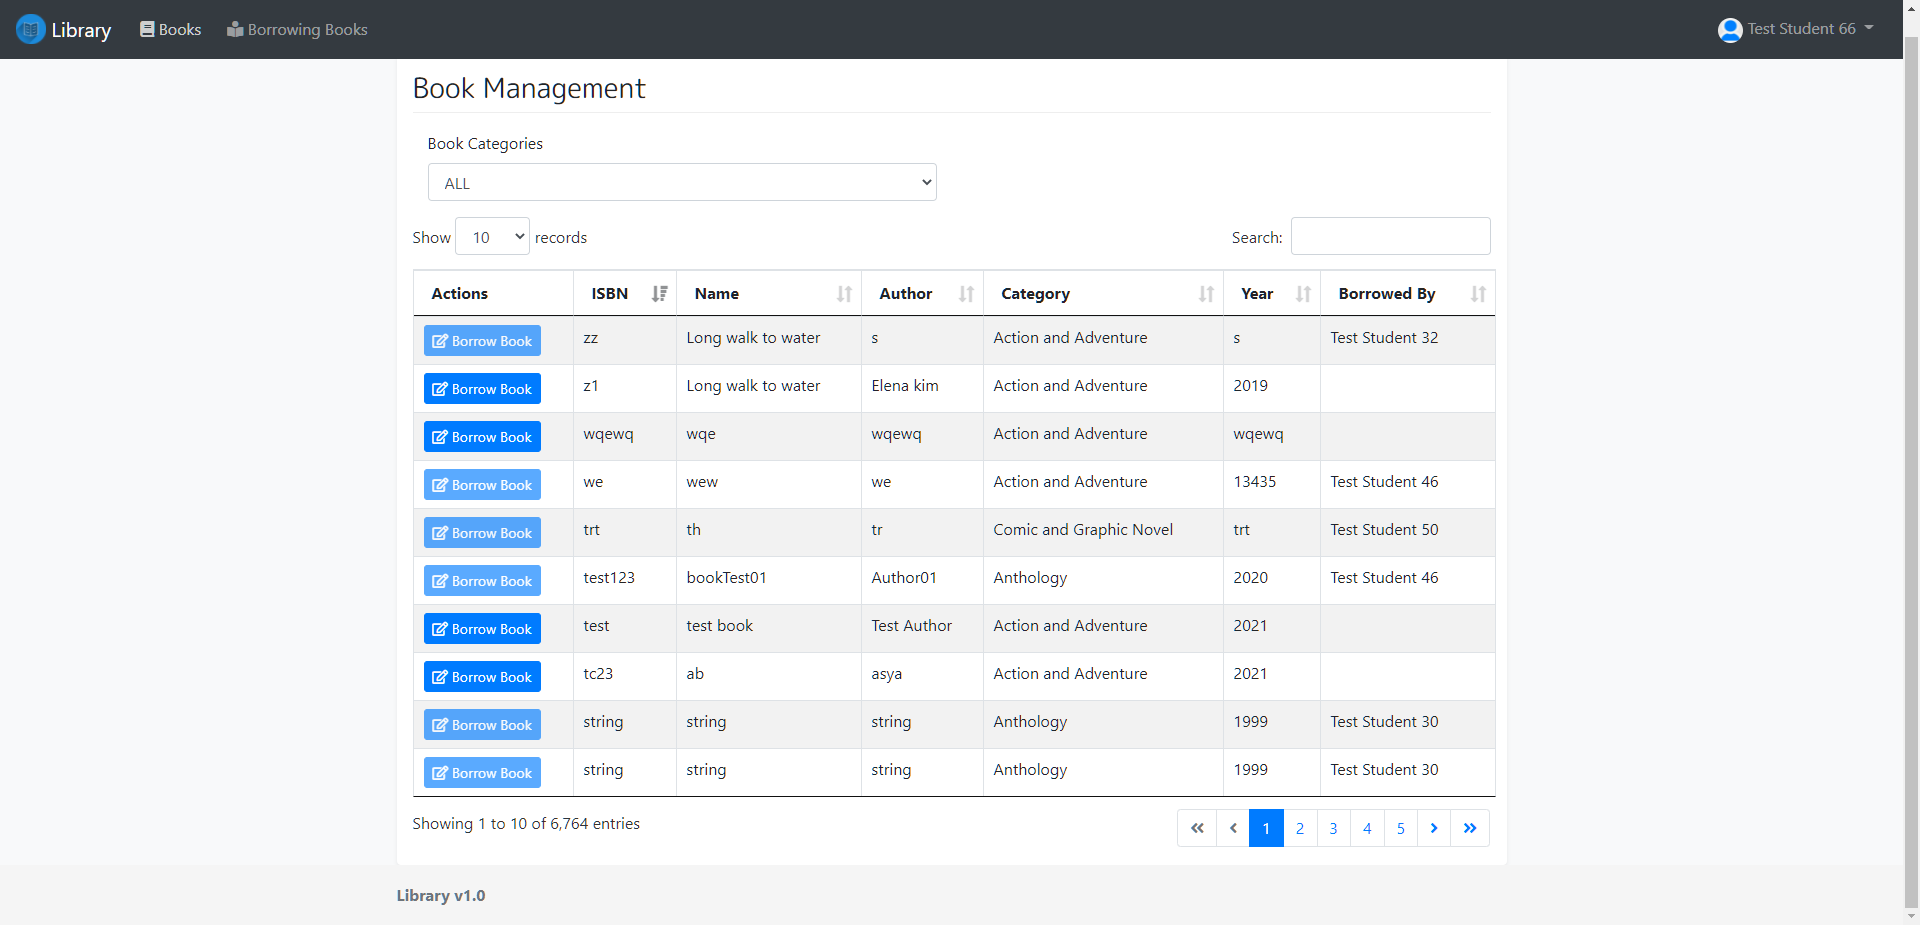 Library Books Borrowing Books Test Student 66
Book Management
Book Categories
ALL
Show 10 records Search:
Actions ISBN Name Author Category Year Borrowed By
Borrow Book zz Long walk to water s Action and Adventure s Test Student 32
Borrow Book z1 Long walk to water Elena kim Action and Adventure 2019
Borrow Book wqewq wqe wqewq Action and Adventure wqewq
Borrow Book we wew we Action and Adventure 13435 Test Student 46
Borrow Book trt th tr Comic and Graphic Novel trt Test Student 50
Borrow Book test123 bookTest01 Author01 Anthology 2020 Test Student 46
Borrow Book test test book Test Author Action and Adventure 2021
Borrow Book tc23 ab asya Action and Adventure 2021
Borrow Book string string string Anthology 1999 Test Student 30
Borrow Book string string string Anthology 1999 Test Student 30
Showing 1 to 10 of 6,764 entries « ‹ 1 2 3 4 5 › »
Library v1.0